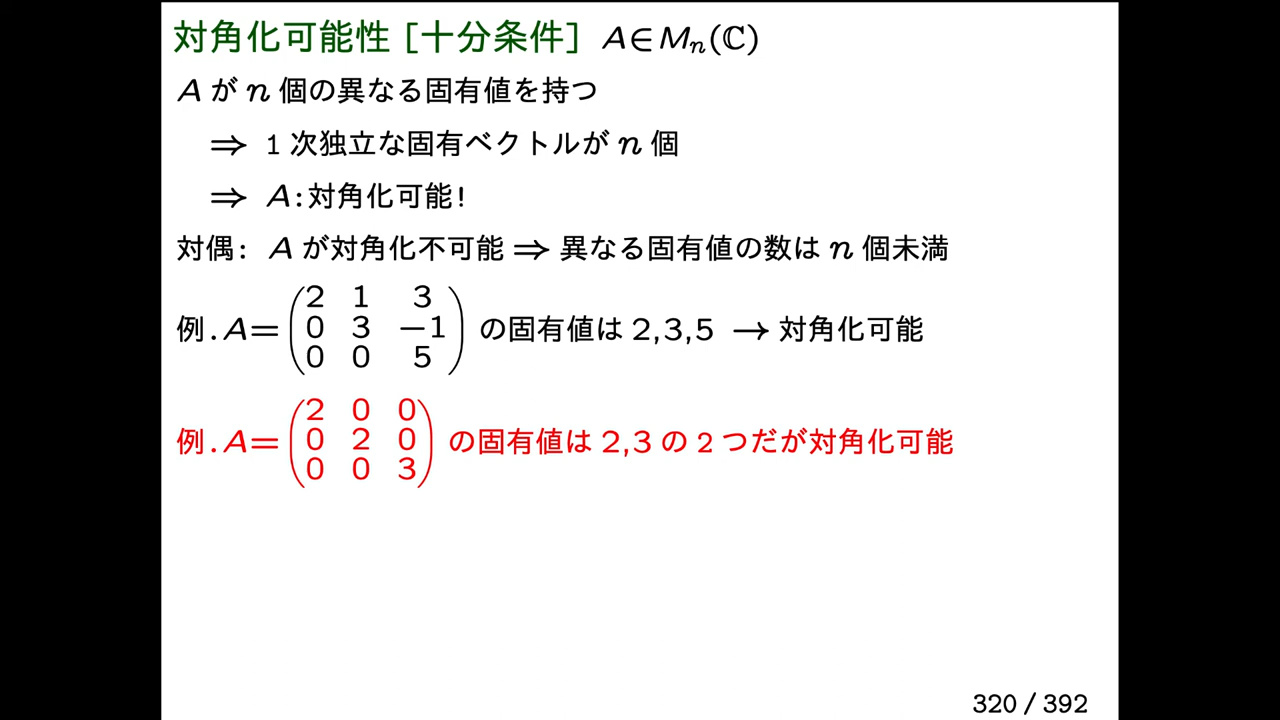 対角化可能性 [十分条件] A∈Mₙ(ℂ)
A が n 個の異なる固有値を持つ
⇒ 1 次独立な固有ベクトルが n 個
⇒ A:対角化可能!
対偶: A が対角化不可能 ⇒ 異なる固有値の数は n 個未満
2 1 3
例. A= 0 3 −1 の固有値は 2,3,5 → 対角化可能
0 0 5
2 0 0
例. A= 0 2 0 の固有値は 2,3 の 2 つだが対角化可能
0 0 3
320 / 392